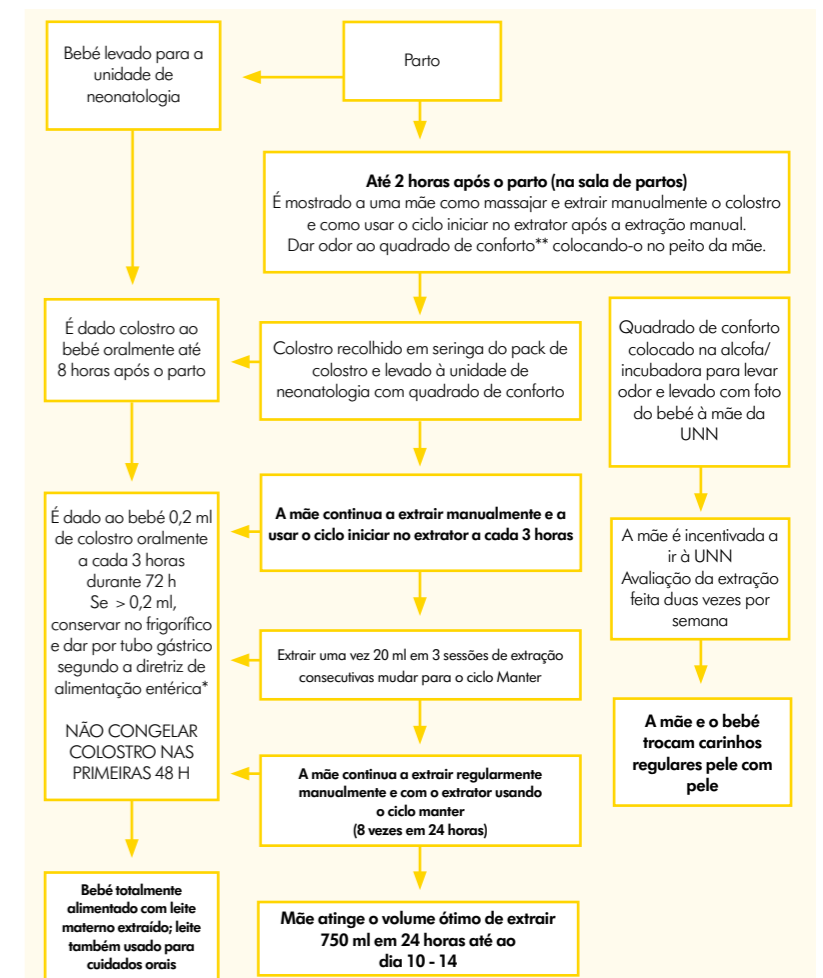 Bebé levado para a
unidade de
neonatologia
Parto
Até 2 horas após o parto (na sala de partos)
É mostrado a uma mãe como massajar e extrair manualmente o colostro
e como usar o ciclo iniciar no extrator após a extração manual.
Dar odor ao quadrado de conforto** colocando-o no peito da mãe.
É dado colostro ao
bebé oralmente até
8 horas após o parto
Colostro recolhido em seringa do pack de
colostro e levado à unidade de
neonatologia com quadrado de conforto
Quadrado de conforto
colocado na alcofa/
incubadora para levar
odor e levado com foto
do bebé à mãe da
UNN
É dado ao bebé 0,2 ml
de colostro oralmente
a cada 3 horas
durante 72 h
Se > 0,2 ml,
conservar no frigorífico
e dar por tubo gástrico
segundo a diretriz de
alimentação entérica*
NÃO CONGELAR
COLOSTRO NAS
PRIMEIRAS 48 H
A mãe continua a extrair manualmente e a
usar o ciclo iniciar no extrator a cada 3 horas
A mãe é incentivada a
ir à UNN
Avaliação da extração
feita duas vezes por
semana
Extrair uma vez 20 ml em 3 sessões de extração
consecutivas mudar para o ciclo Manter
A mãe e o bebé
trocam carinhos
regulares pele com
pele
A mãe continua a extrair regularmente
manualmente e com o extrator usando
o ciclo manter
(8 vezes em 24 horas)
Bebé totalmente
alimentado com leite
materno extraído; leite
também usado para
cuidados orais
Mãe atinge o volume ótimo de extrair
750 ml em 24 horas até ao
dia 10 - 14